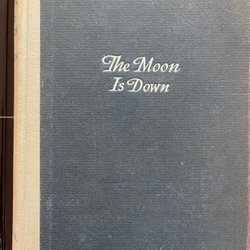 The Moon
Is Down